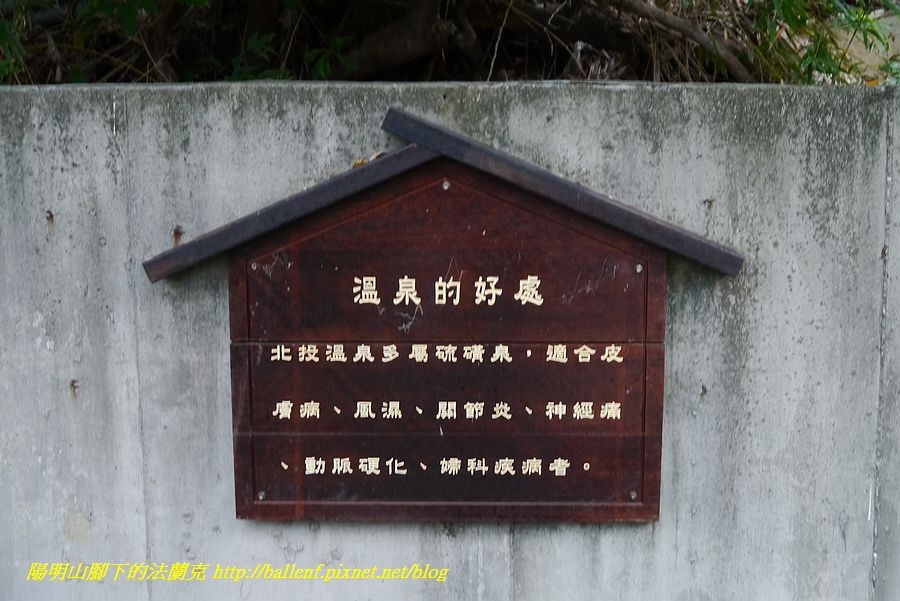 溫泉的好處
北投溫泉多屬硫磺泉，適合皮
膚病、風濕、關節炎、神經痛
、動脈硬化、婦科疾病者。
陽明山腳下的法蘭克 http://ballenf.pixnet.net/blog